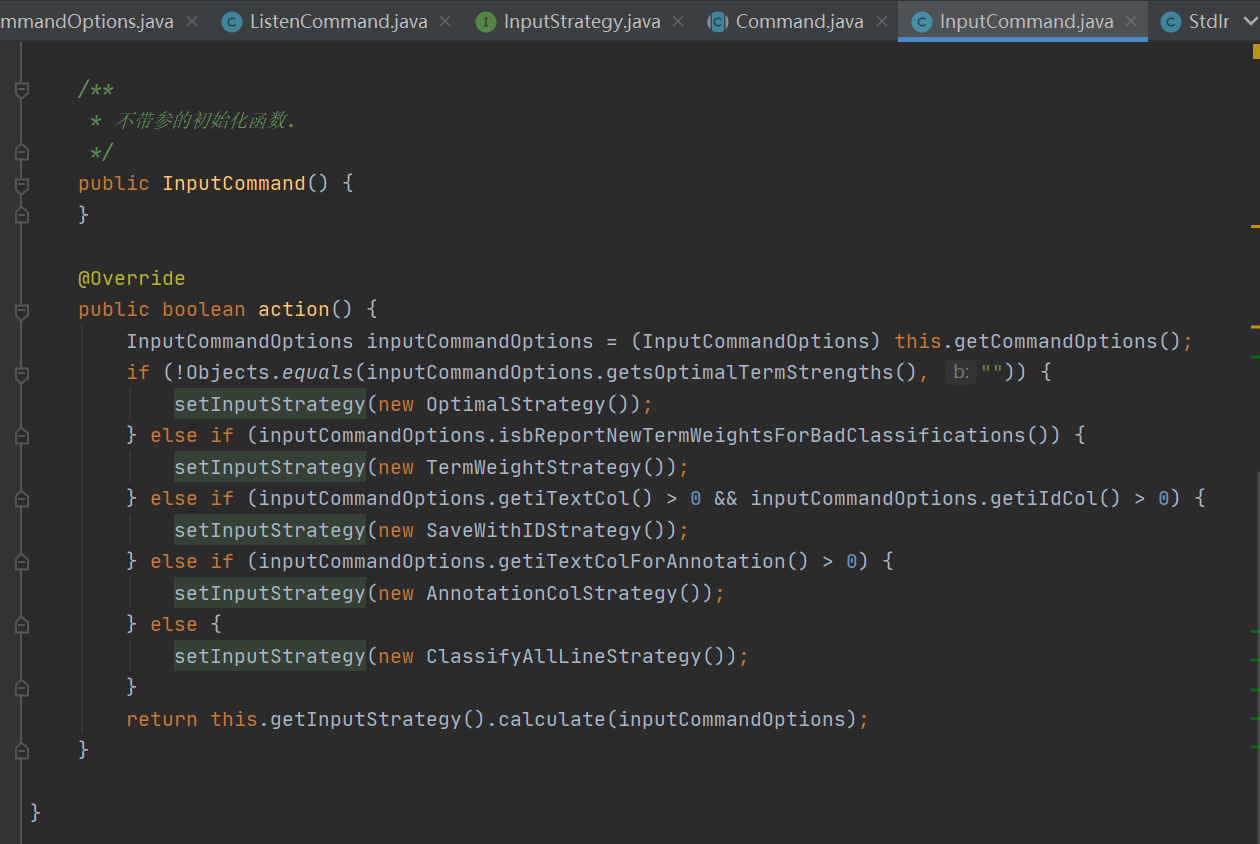 mmandOptions.java × C ListenCommand.java × I InputStrategy.java × C Command.java × C InputCommand.java × C StdIr
/**
 * 不带参的初始化函数.
 */
public InputCommand() {
}
@Override
public boolean action() {
InputCommandOptions inputCommandOptions = (InputCommandOptions) this.getCommandOptions();
if (!Objects.equals(inputCommandOptions.getsOptimalTermStrengths(), b: "")) {
setInputStrategy(new OptimalStrategy());
} else if (inputCommandOptions.isbReportNewTermWeightsForBadClassifications()) {
setInputStrategy(new TermWeightStrategy());
} else if (inputCommandOptions.getiTextCol() > 0 && inputCommandOptions.getiIdCol() > 0) {
setInputStrategy(new SaveWithIDStrategy());
} else if (inputCommandOptions.getiTextColForAnnotation() > 0) {
setInputStrategy(new AnnotationColStrategy());
} else {
setInputStrategy(new ClassifyAllLineStrategy());
}
return this.getInputStrategy().calculate(inputCommandOptions);
}
}